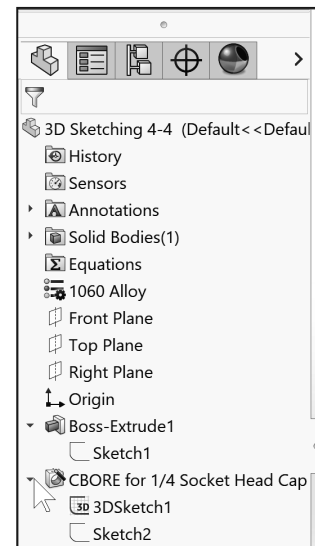 3D Sketching 4-4 (Default<<Defaul
History
Sensors
Annotations
Solid Bodies(1)
Equations
1060 Alloy
Front Plane
Top Plane
Right Plane
Origin
Boss-Extrude1
Sketch1
CBORE for 1/4 Socket Head Cap
3D 3DSketch1
Sketch2